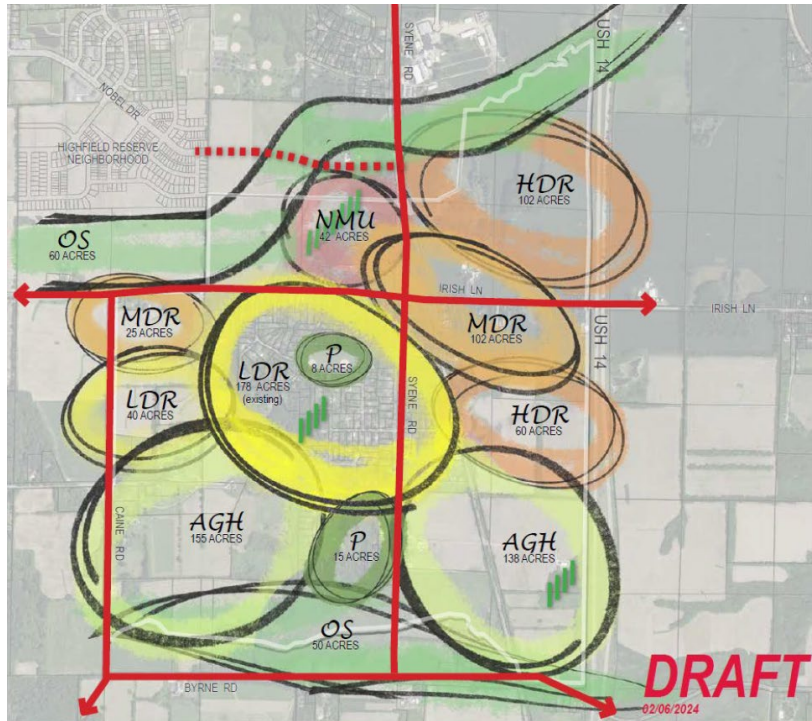 SYENE RD
USH 14
NOBEL DR
HIGHFIELD RESERVE
NEIGHBORHOOD
HDR
102 ACRES
NMU
42 ACRES
OS
60 ACRES
IRISH LN
IRISH LN
MDR
25 ACRES
MDR
102 ACRES
USH 14
P
8 ACRES
LDR
178 ACRES
(existing)
LDR
40 ACRES
SYENE RD
HDR
60 ACRES
CAINE RD
AGH
155 ACRES
P
15 ACRES
AGH
138 ACRES
OS
50 ACRES
BYRNE RD
DRAFT
02/06/2024